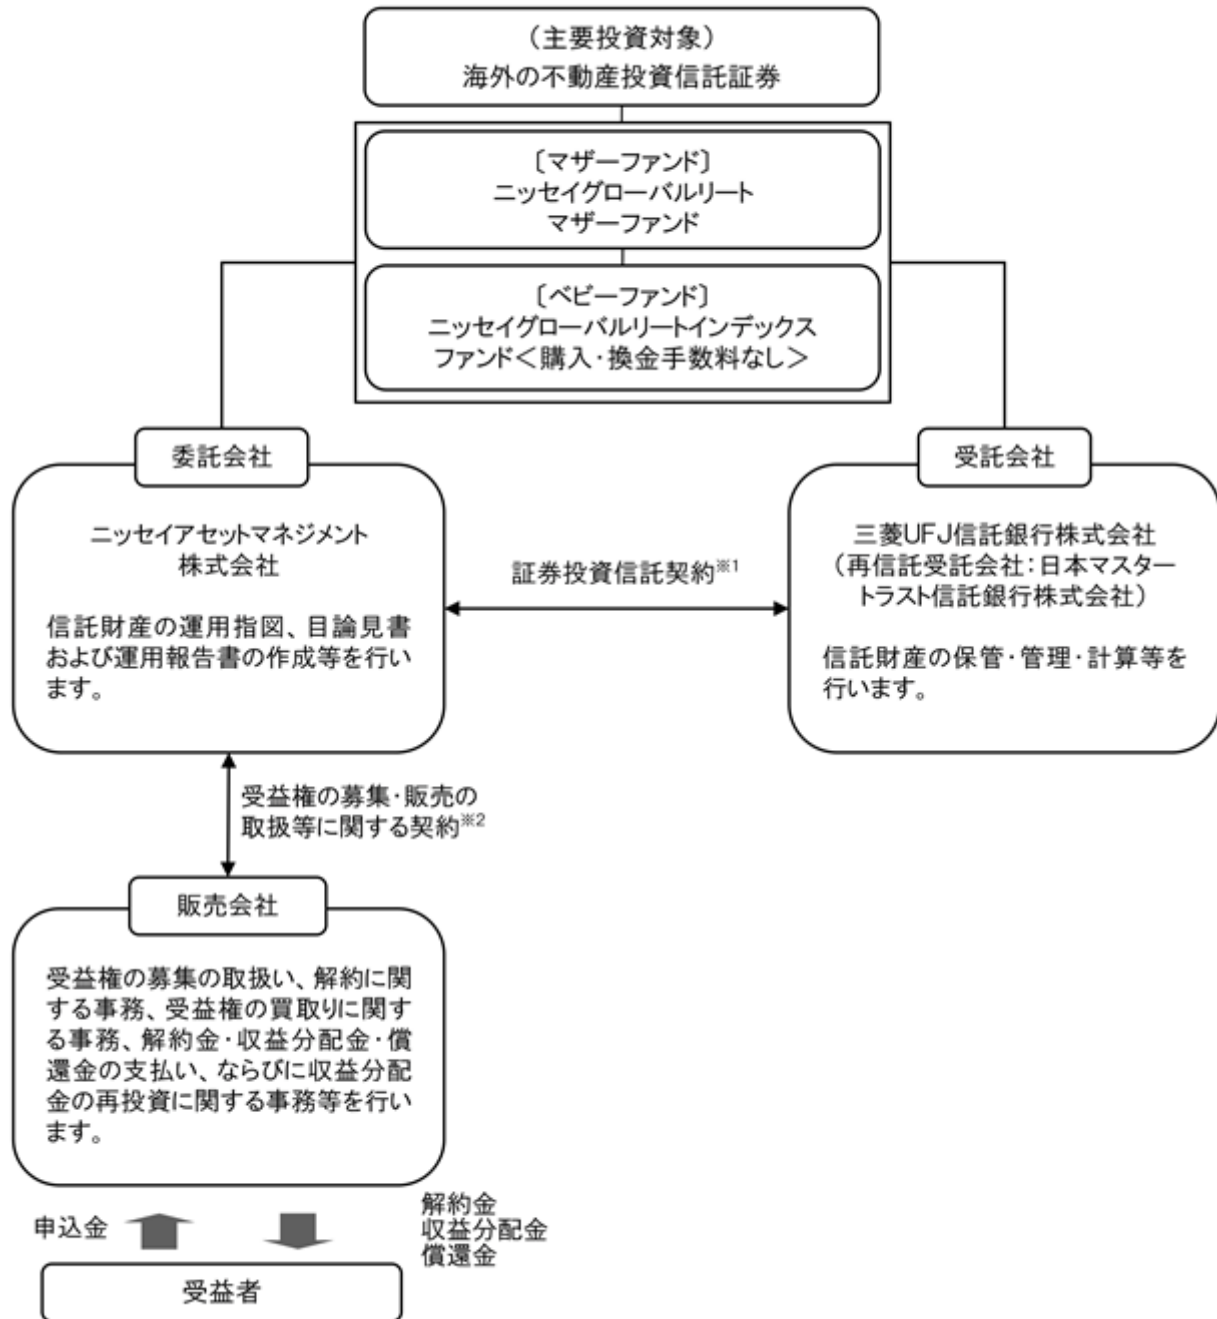 （主要投資対象）
海外の不動産投資信託証券
〔マザーファンド〕
ニッセイグローバルリート
マザーファンド
〔ベビーファンド〕
ニッセイグローバルリートインデックス
ファンド＜購入・換金手数料なし＞
委託会社
ニッセイアセットマネジメント
株式会社
信託財産の運用指図、目論見書
および運用報告書の作成等を行い
ます。
証券投資信託契約※1
受託会社
三菱UFJ信託銀行株式会社
（再信託受託会社：日本マスター
トラスト信託銀行株式会社）
信託財産の保管・管理・計算等を
行います。
受益権の募集・販売の
取扱等に関する契約※2
販売会社
受益権の募集の取扱い、解約に関
する事務、受益権の買取りに関す
る事務、解約金・収益分配金・償
還金の支払い、ならびに収益分配
金の再投資に関する事務等を行い
ます。
申込金
解約金
収益分配金
償還金
受益者